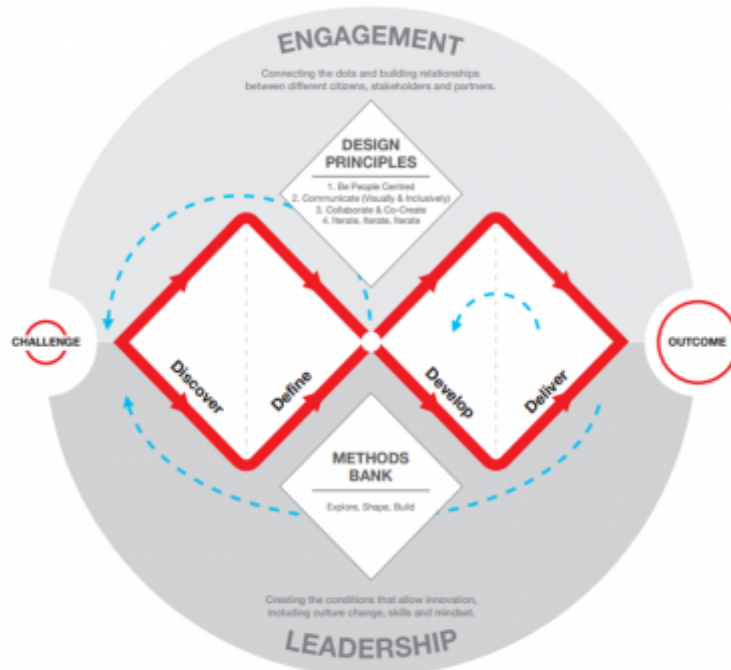 ENGAGEMENT
Connecting the dots and building relationships
between different citizens, stakeholders and partners.
DESIGN
PRINCIPLES
1. Be People Centred
2. Communicate (Visually & Inclusively)
3. Collaborate & Co-Create
4. Iterate, Iterate, Iterate
CHALLENGE
OUTCOME
Discover
Define
Develop
Deliver
METHODS
BANK
Explore, Shape, Build
Creating the conditions that allow innovation,
including culture change, skills and mindset.
LEADERSHIP